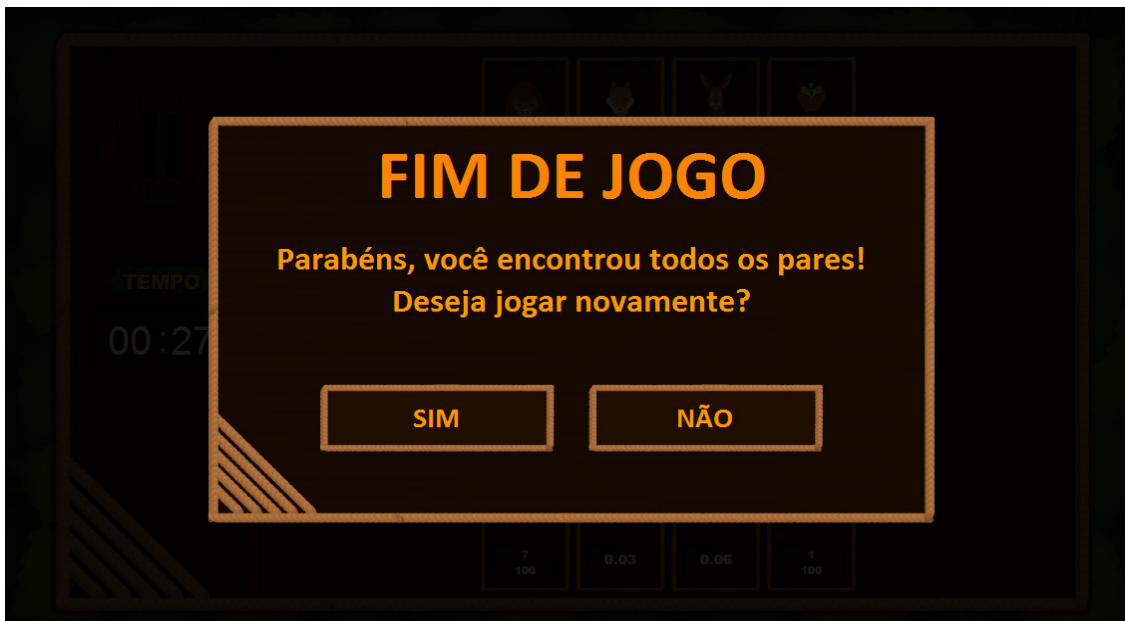 FIM DE JOGO
Parabéns, você encontrou todos os pares!
Deseja jogar novamente?
TEMPO
00:27
SIM
NÃO
7
100
0.03
0.06
1
100